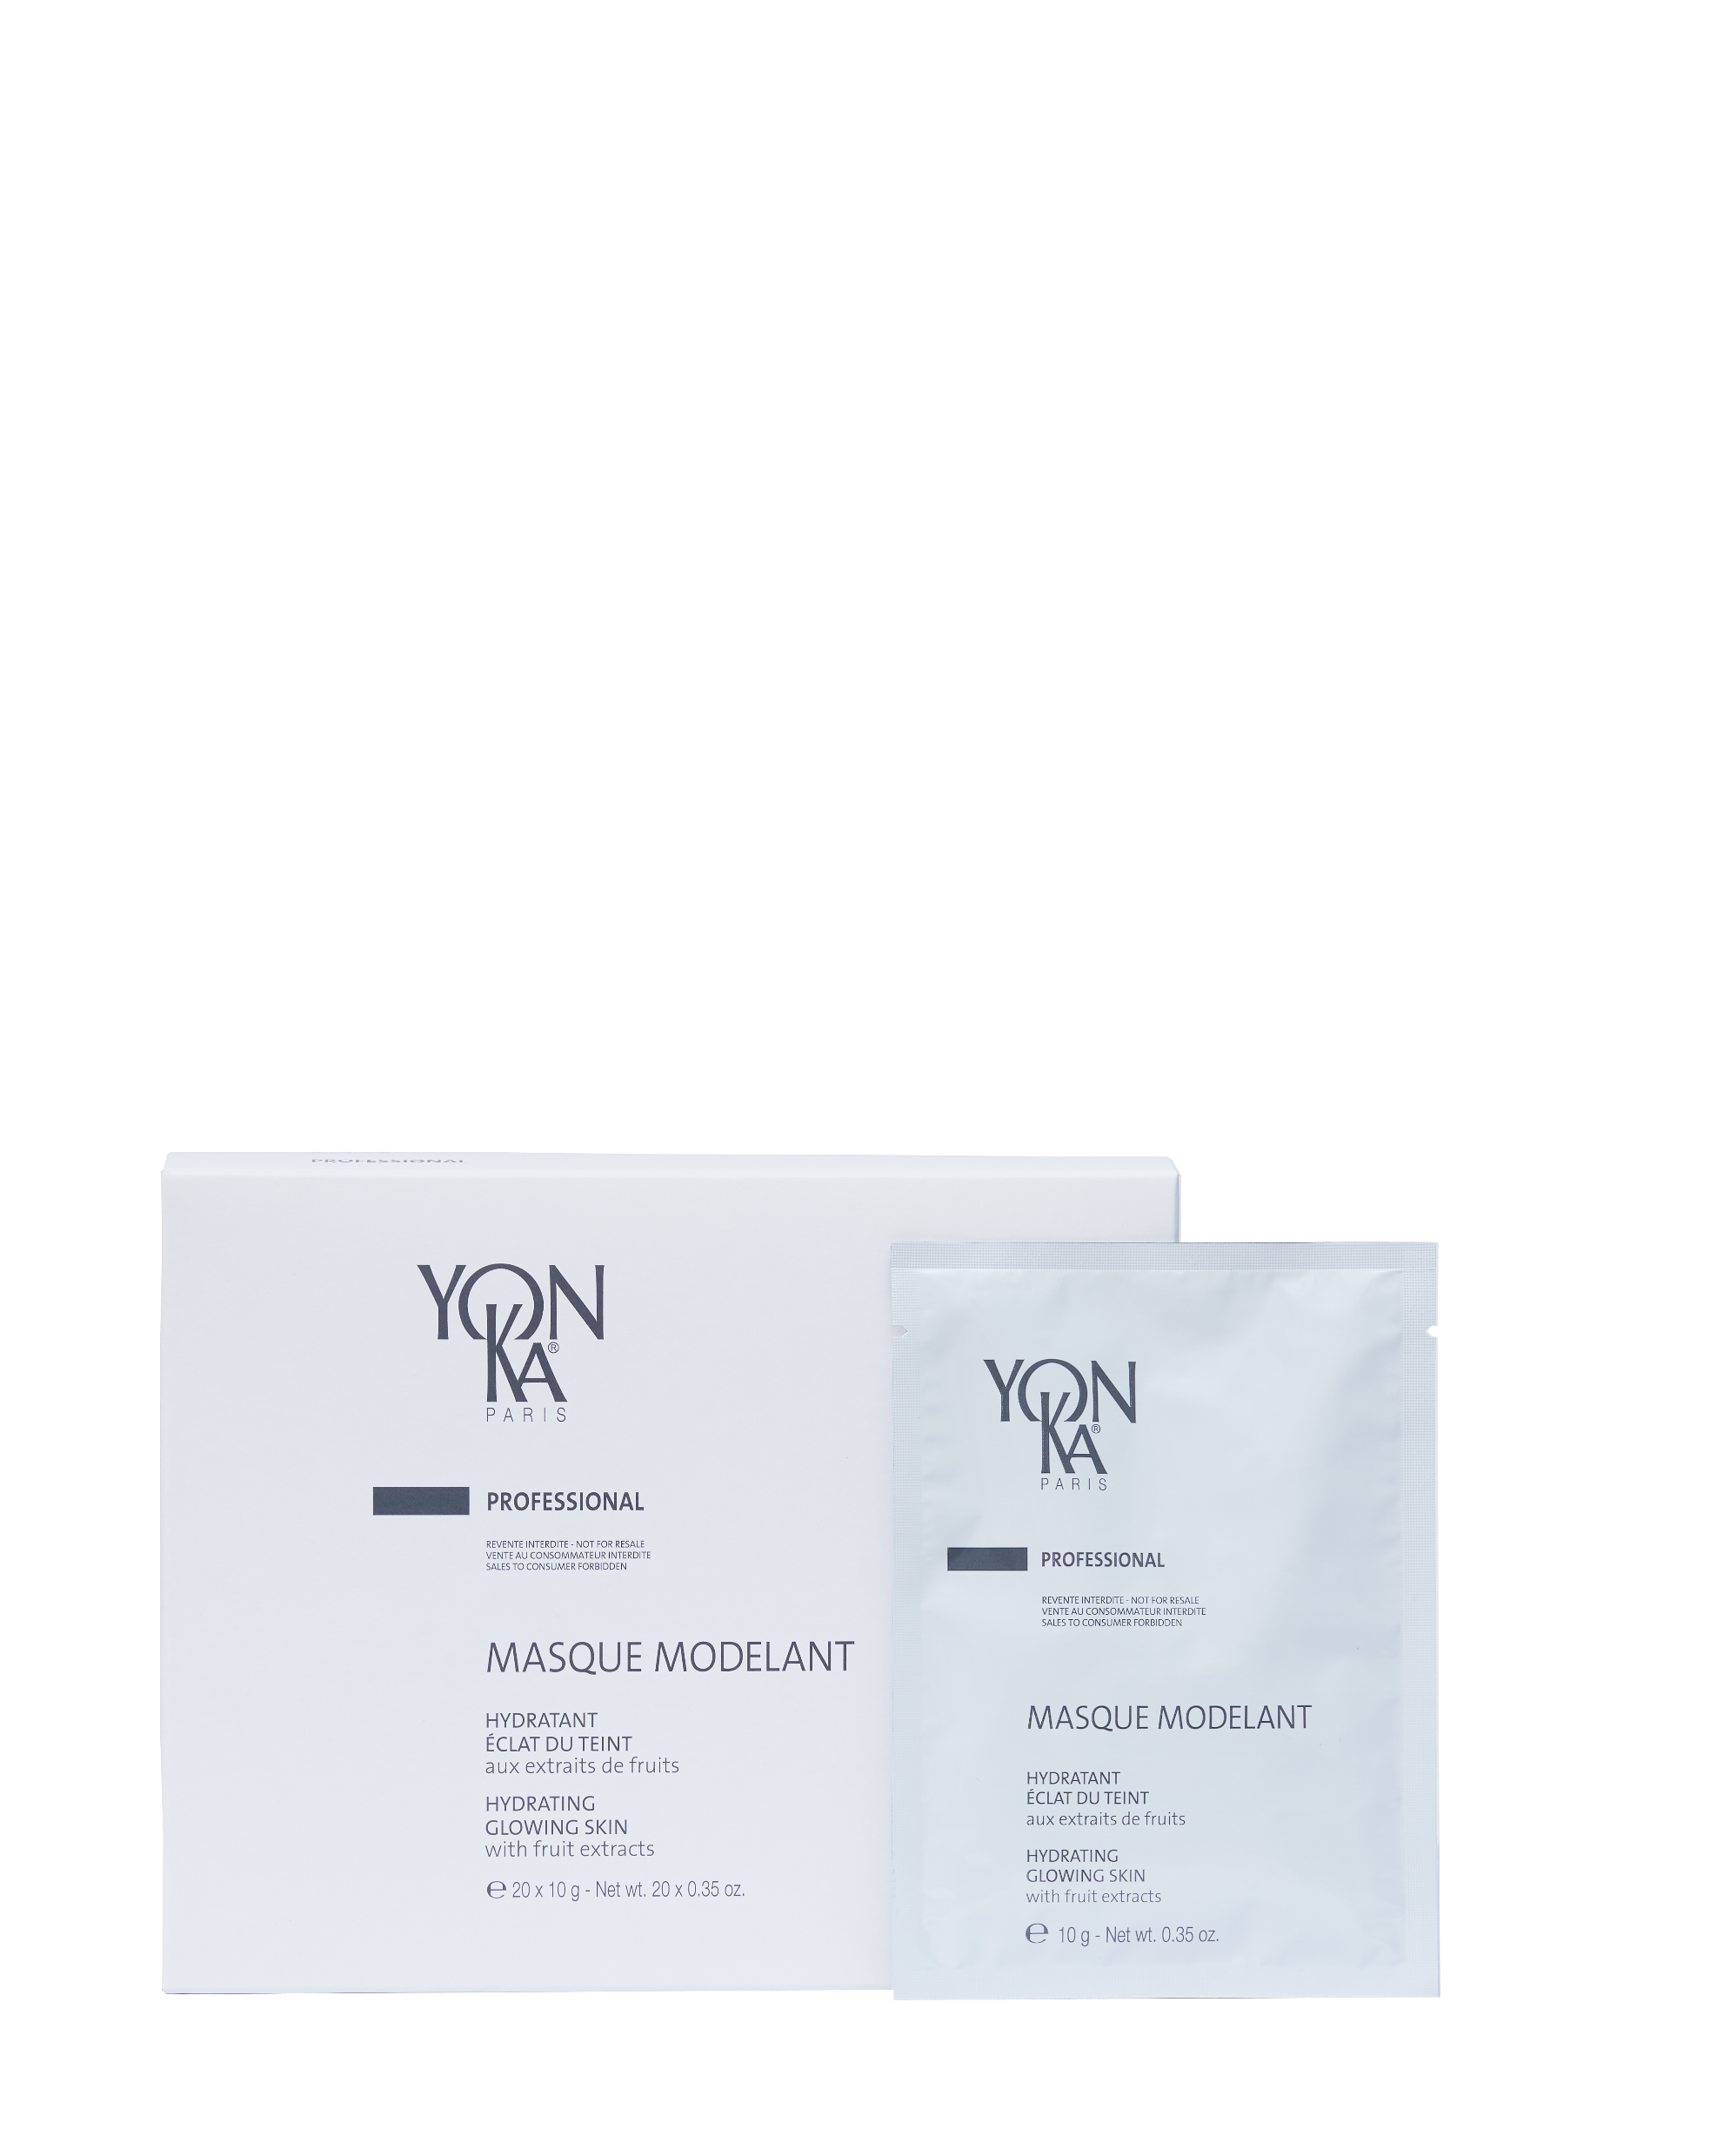 PROFESSIONAL
YON
KA®
PARIS
PROFESSIONAL
REVENTE INTERDITE - NOT FOR RESALE
VENTE AU CONSOMMATEUR INTERDITE
SALES TO CONSUMER FORBIDDEN
MASQUE MODELANT
HYDRATANT
ÉCLAT DU TEINT
aux extraits de fruits
HYDRATING
GLOWING SKIN
with fruit extracts
℮ 20 x 10 g - Net wt. 20 x 0.35 oz.
YON
KA®
PARIS
PROFESSIONAL
REVENTE INTERDITE - NOT FOR RESALE
VENTE AU CONSOMMATEUR INTERDITE
SALES TO CONSUMER FORBIDDEN
MASQUE MODELANT
HYDRATANT
ÉCLAT DU TEINT
aux extraits de fruits
HYDRATING
GLOWING SKIN
with fruit extracts
℮ 10 g - Net wt. 0.35 oz.